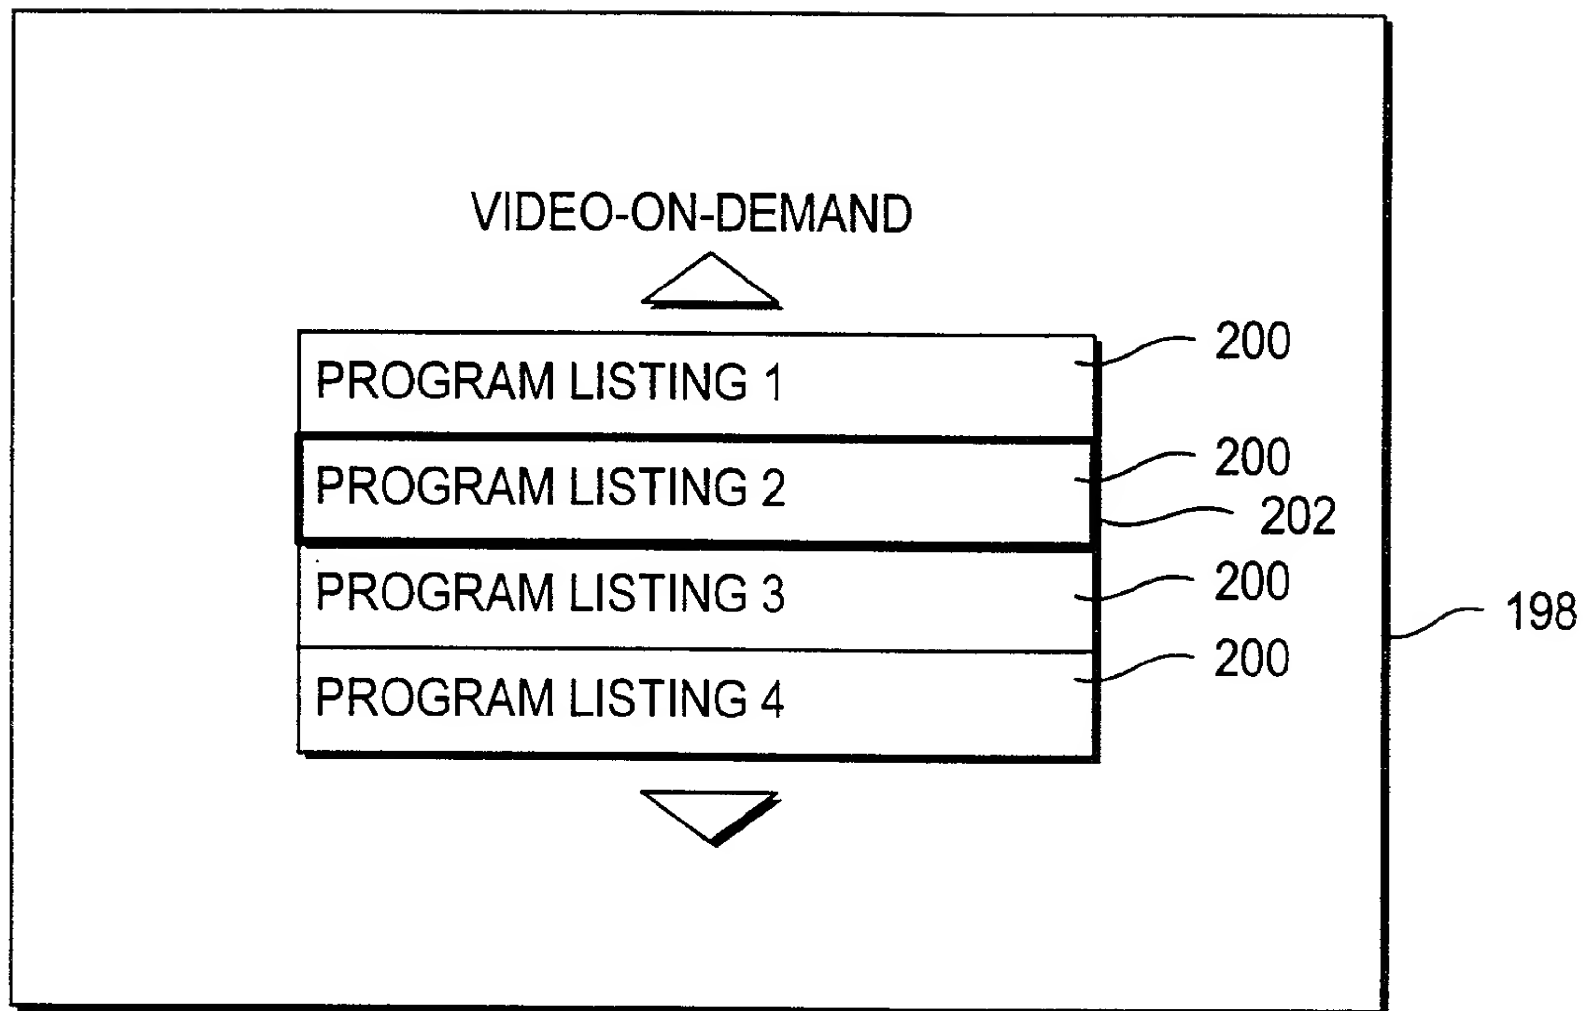 VIDEO-ON-DEMAND
PROGRAM LISTING 1
200
PROGRAM LISTING 2
200
202
PROGRAM LISTING 3
200
198
PROGRAM LISTING 4
200